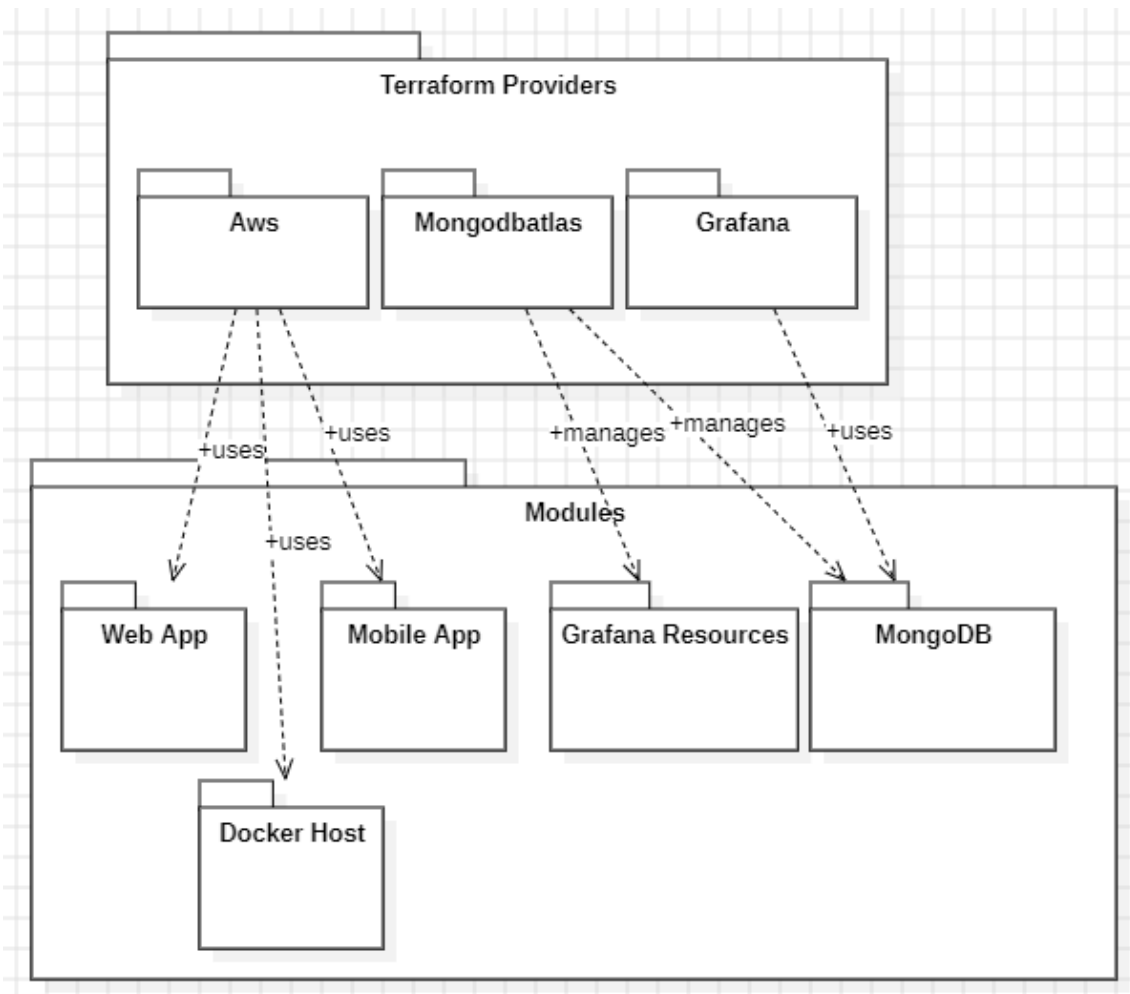 Terraform Providers
Aws
Mongodbatlas
Grafana
+uses
+uses
+manages
+manages
+uses
+uses
Modules
Web App
Mobile App
Grafana Resources
MongoDB
Docker Host